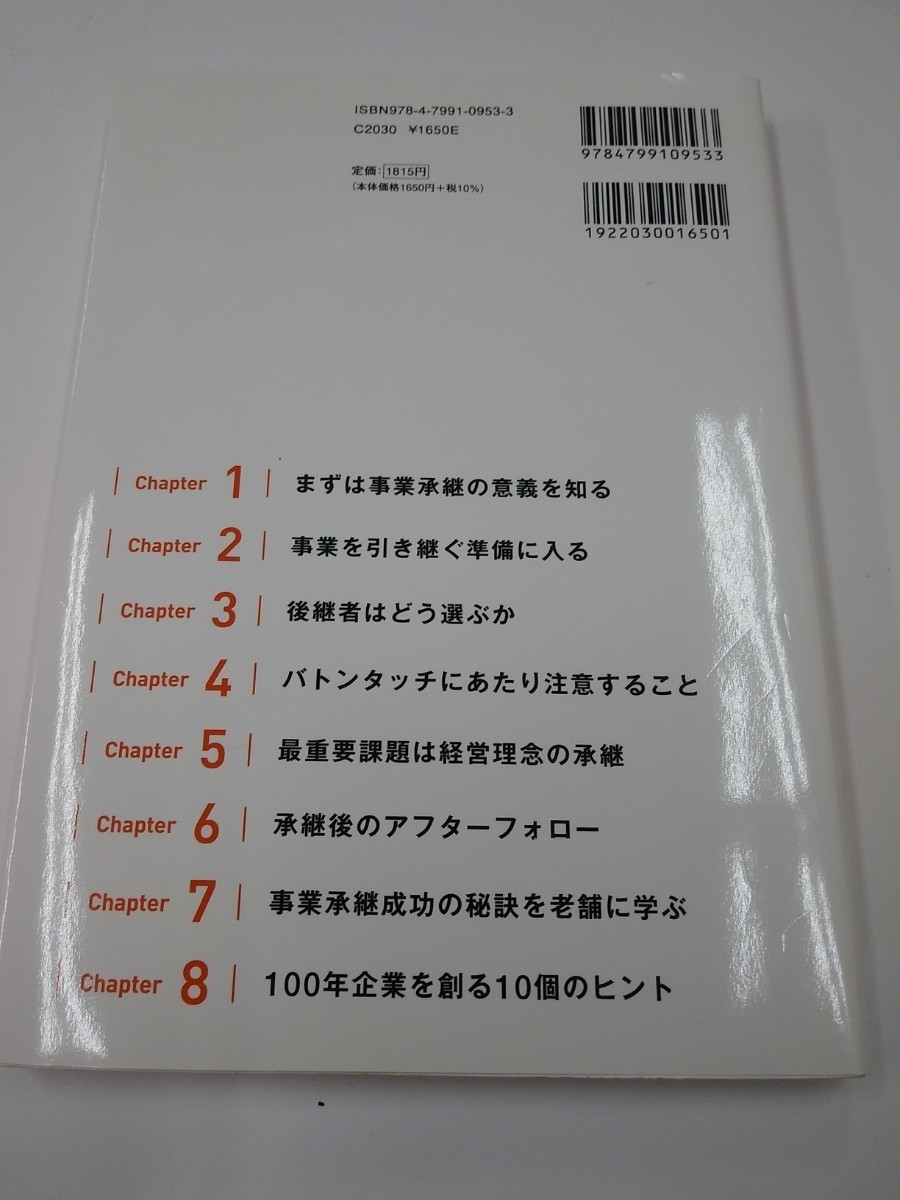 ISBN978-4-7991-0953-3
C2030 ¥1650E
定価：1815円
（本体価格1650円＋税10%）
9784799109533
1922030016501
Chapter 1 まずは事業承継の意義を知る
Chapter 2 事業を引き継ぐ準備に入る
Chapter 3 後継者はどう選ぶか
Chapter 4 バトンタッチにあたり注意すること
Chapter 5 最重要課題は経営理念の承継
Chapter 6 承継後のアフターフォロー
Chapter 7 事業承継成功の秘訣を老舗に学ぶ
Chapter 8 100年企業を創る10個のヒント